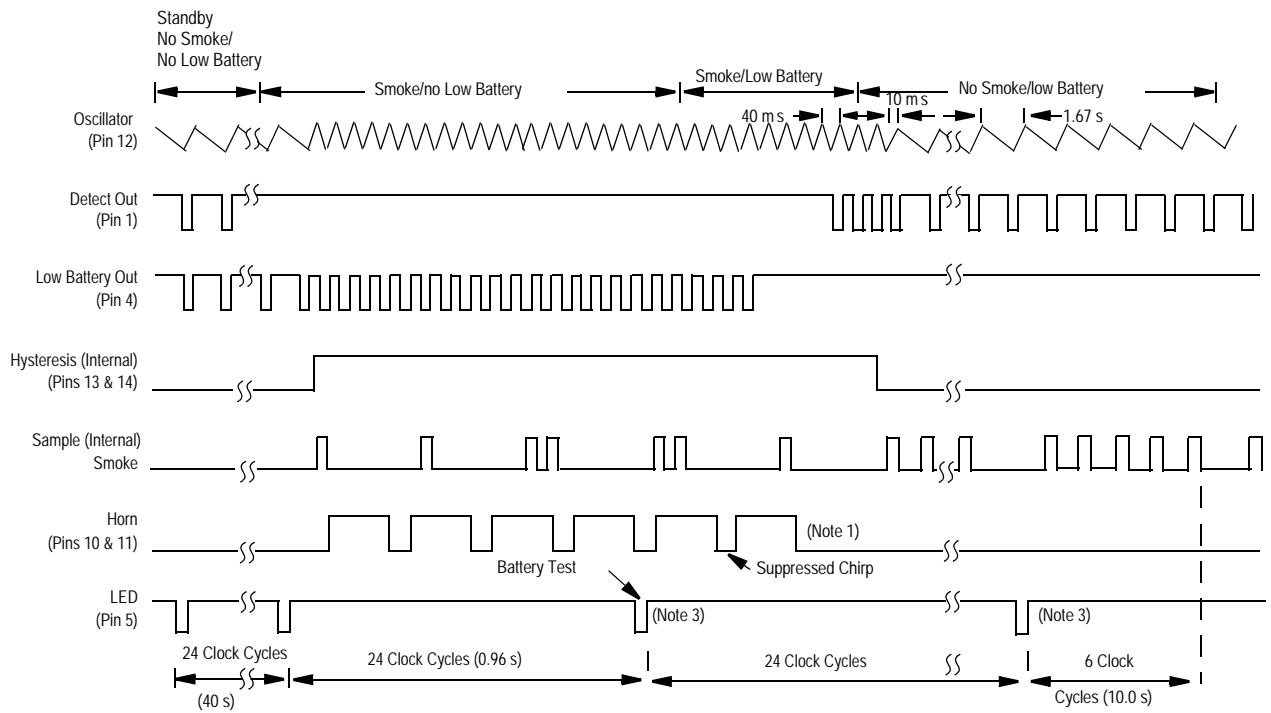 Standby
No Smoke/
No Low Battery
Smoke/no Low Battery
Smoke/Low Battery
No Smoke/low Battery
10 m s
40 m s
1.67 s
Oscillator
(Pin 12)
Detect Out
(Pin 1)
Low Battery Out
(Pin 4)
Hysteresis (Internal)
(Pins 13 & 14)
Sample (Internal)
Smoke
Horn
(Pins 10 & 11)
(Note 1)
Battery Test
Suppressed Chirp
LED
(Pin 5)
(Note 3)
(Note 3)
24 Clock Cycles
(40 s)
24 Clock Cycles (0.96 s)
24 Clock Cycles
6 Clock
Cycles (10.0 s)